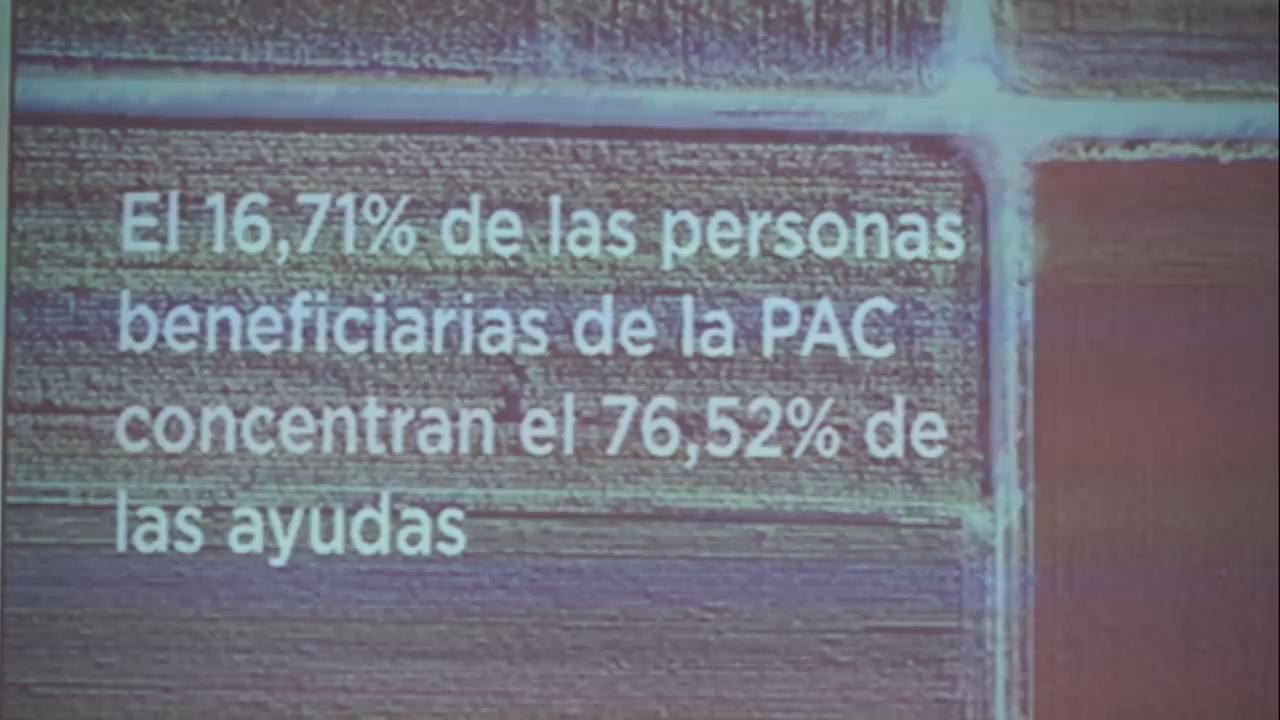 El 16,71% de las personas
beneficiarias de la PAC
concentran el 76,52% de
las ayudas